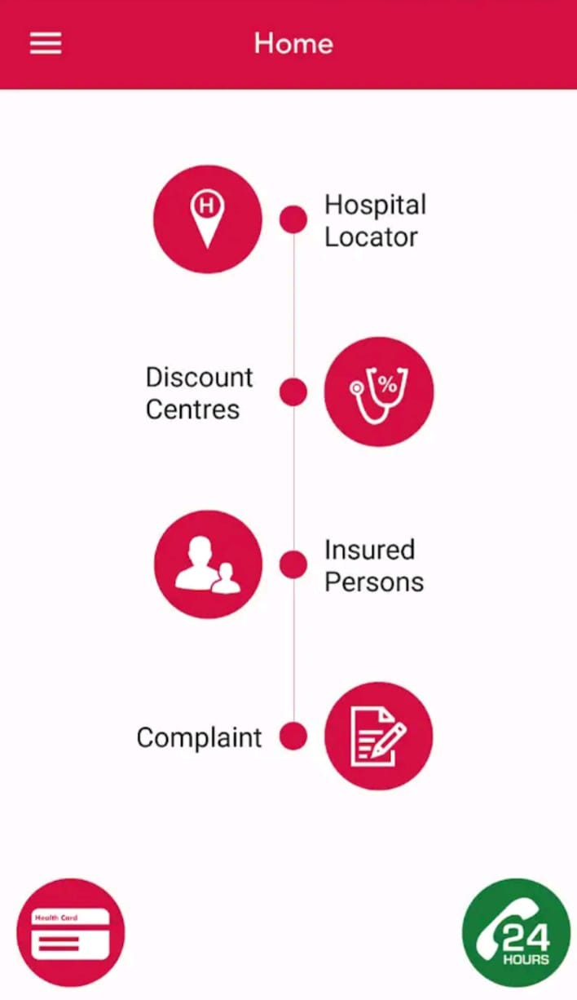 Home
H
Hospital
Locator
Discount
Centres
%
Insured
Persons
Complaint
Health Card
24
HOURS